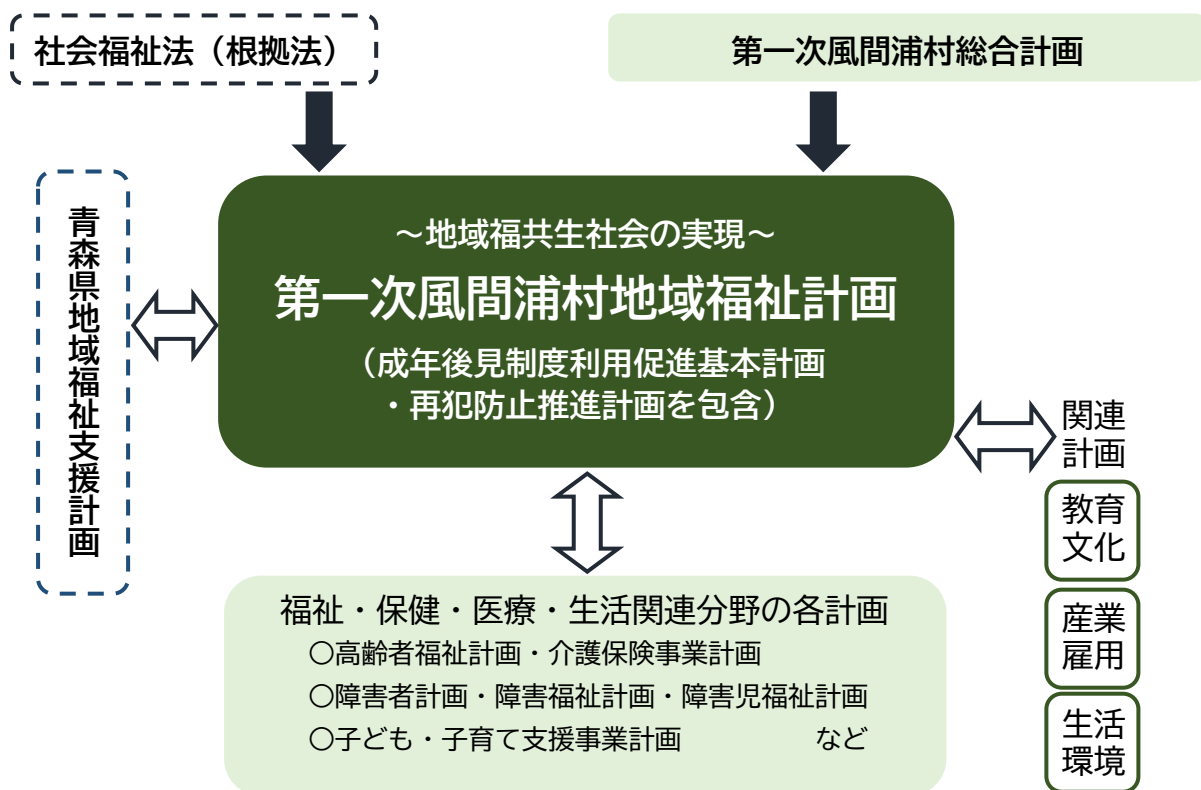 社会福祉法（根拠法）
第一次風間浦村総合計画
青森県地域福祉支援計画
～地域福共生社会の実現～
第一次風間浦村地域福祉計画
（成年後見制度利用促進基本計画
・再犯防止推進計画を包含）
関連
計画
教育
文化
産業
雇用
生活
環境
福祉・保健・医療・生活関連分野の各計画
○高齢者福祉計画・介護保険事業計画
○障害者計画・障害福祉計画・障害児福祉計画
○子ども・子育て支援事業計画　　　　　など